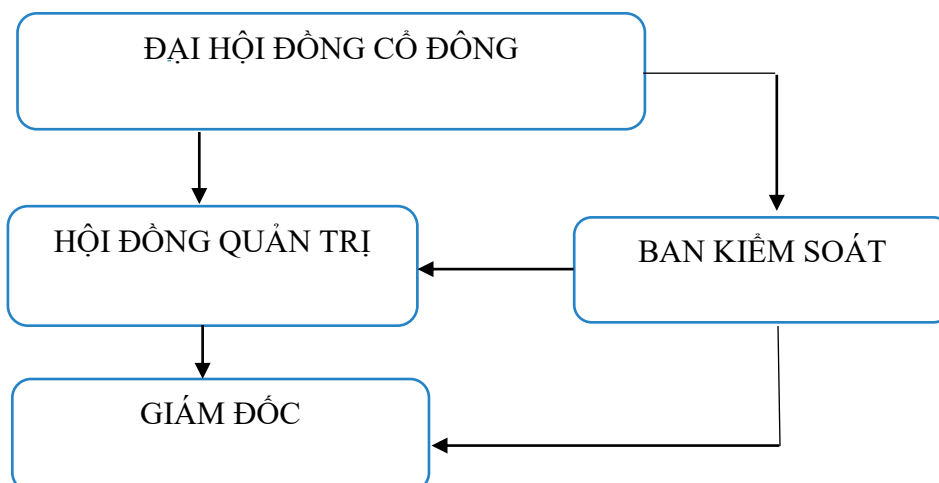 ĐẠI HỘI ĐỒNG CỔ ĐÔNG
HỘI ĐỒNG QUẢN TRỊ
BAN KIỂM SOÁT
GIÁM ĐỐC